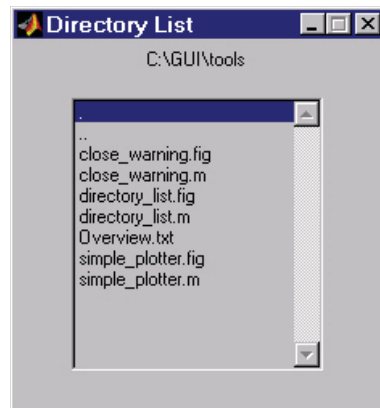 Directory List
C:\GUI\tools
.
..
close_warning.fig
close_warning.m
directory_list.fig
directory_list.m
Overview.txt
simple_plotter.fig
simple_plotter.m